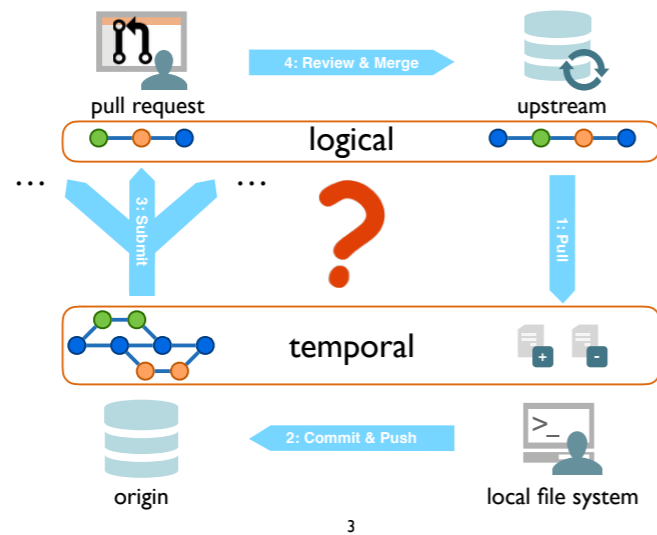 4: Review & Merge
pull request
upstream
logical
...
...
3: Submit
?
1: Pull
temporal
+
-
2: Commit & Push
>_
origin
local file system
3